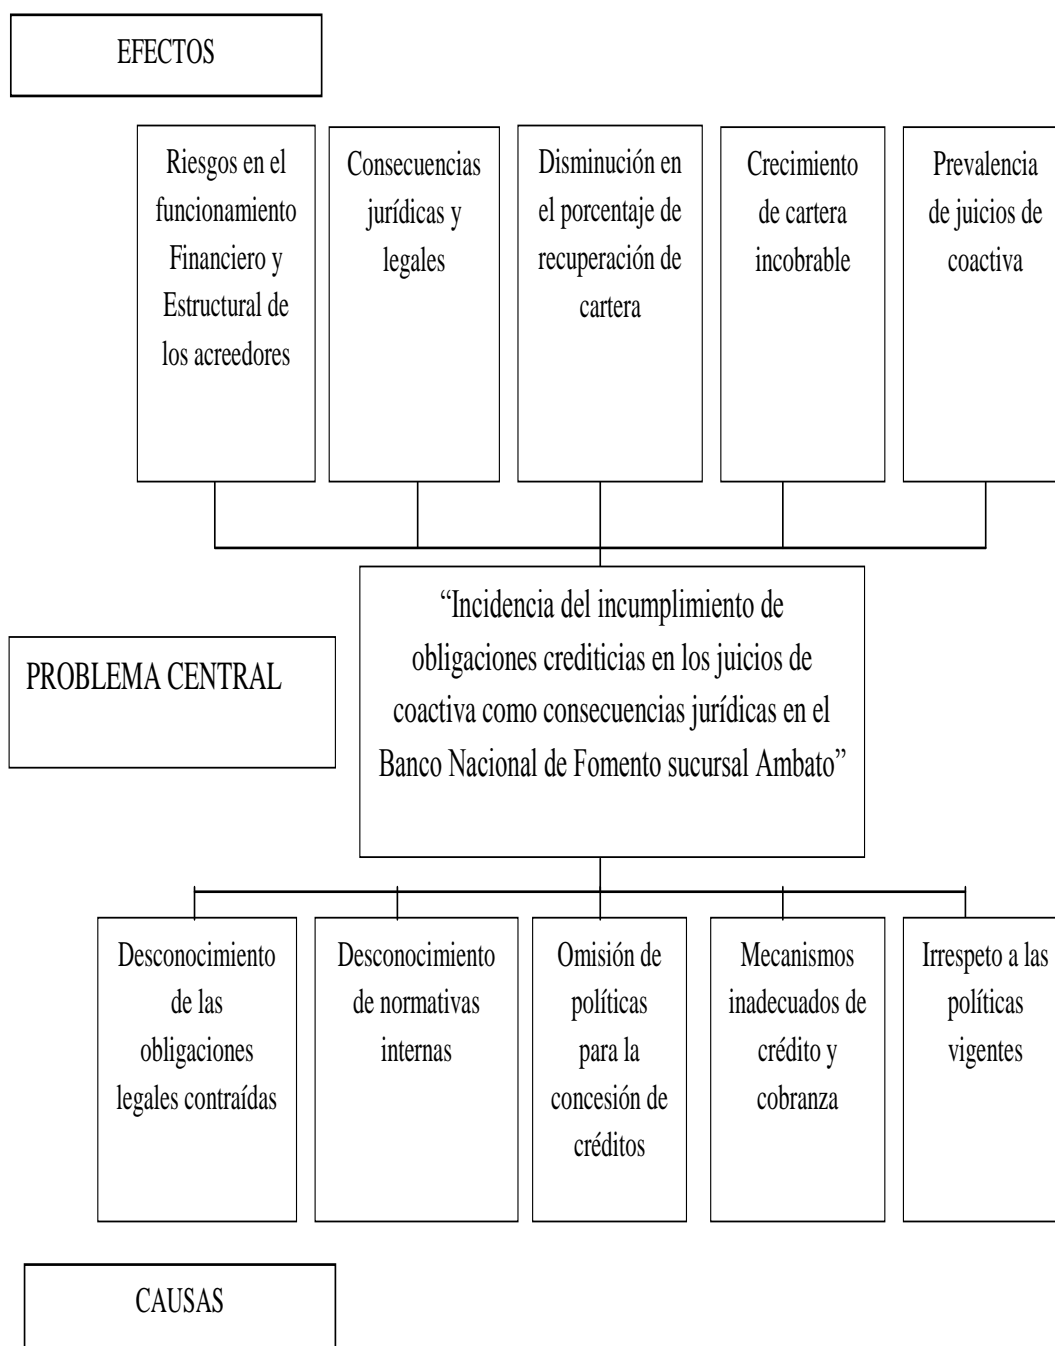 EFECTOS
Riesgos en el
funcionamiento
Financiero y
Estructural de
los acreedores
Consecuencias
jurídicas y
legales
Disminución en
el porcentaje de
recuperación de
cartera
Crecimiento
de cartera
incobrable
Prevalencia
de juicios de
coactiva
PROBLEMA CENTRAL
“Incidencia del incumplimiento de
obligaciones crediticias en los juicios de
coactiva como consecuencias jurídicas en el
Banco Nacional de Fomento sucursal Ambato”
Desconocimiento
de las
obligaciones
legales contraídas
Desconocimiento
de normativas
internas
Omisión de
políticas
para la
concesión de
créditos
Mecanismos
inadecuados de
crédito y
cobranza
Irrespeto a las
políticas
vigentes
CAUSAS